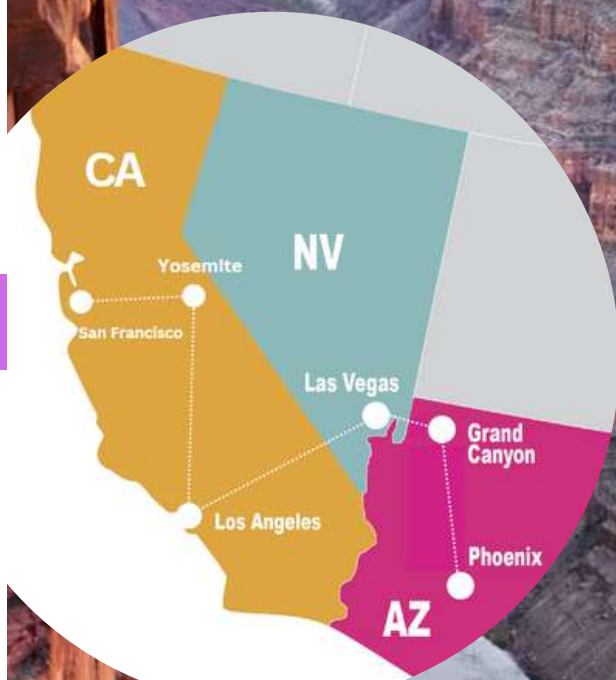 CA
NV
Yosemite
San Francisco
Las Vegas
Grand
Canyon
Los Angeles
Phoenix
AZ